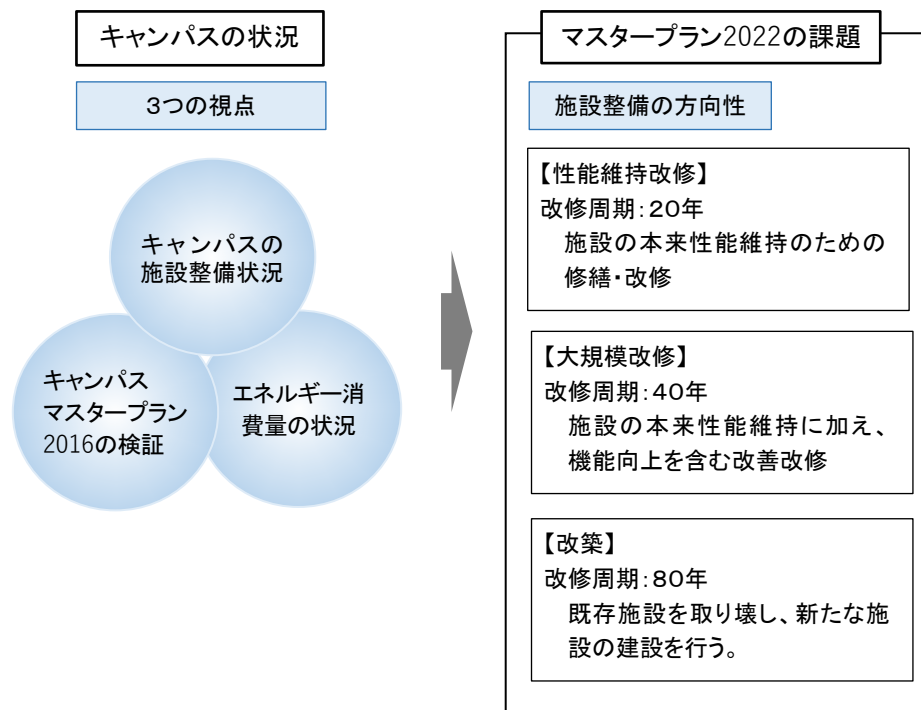 キャンパスの状況
3つの視点
キャンパスの
施設整備状況
キャンパス
マスタープラン
2016の検証
エネルギー消
費量の状況
マスタープラン2022の課題
施設整備の方向性
【性能維持改修】
改修周期:20年
施設の本来性能維持のための
修繕・改修
【大規模改修】
改修周期:40年
施設の本来性能維持に加え、
機能向上を含む改善改修
【改築】
改修周期:80年
既存施設を取り壊し、新たな施
設の建設を行う。